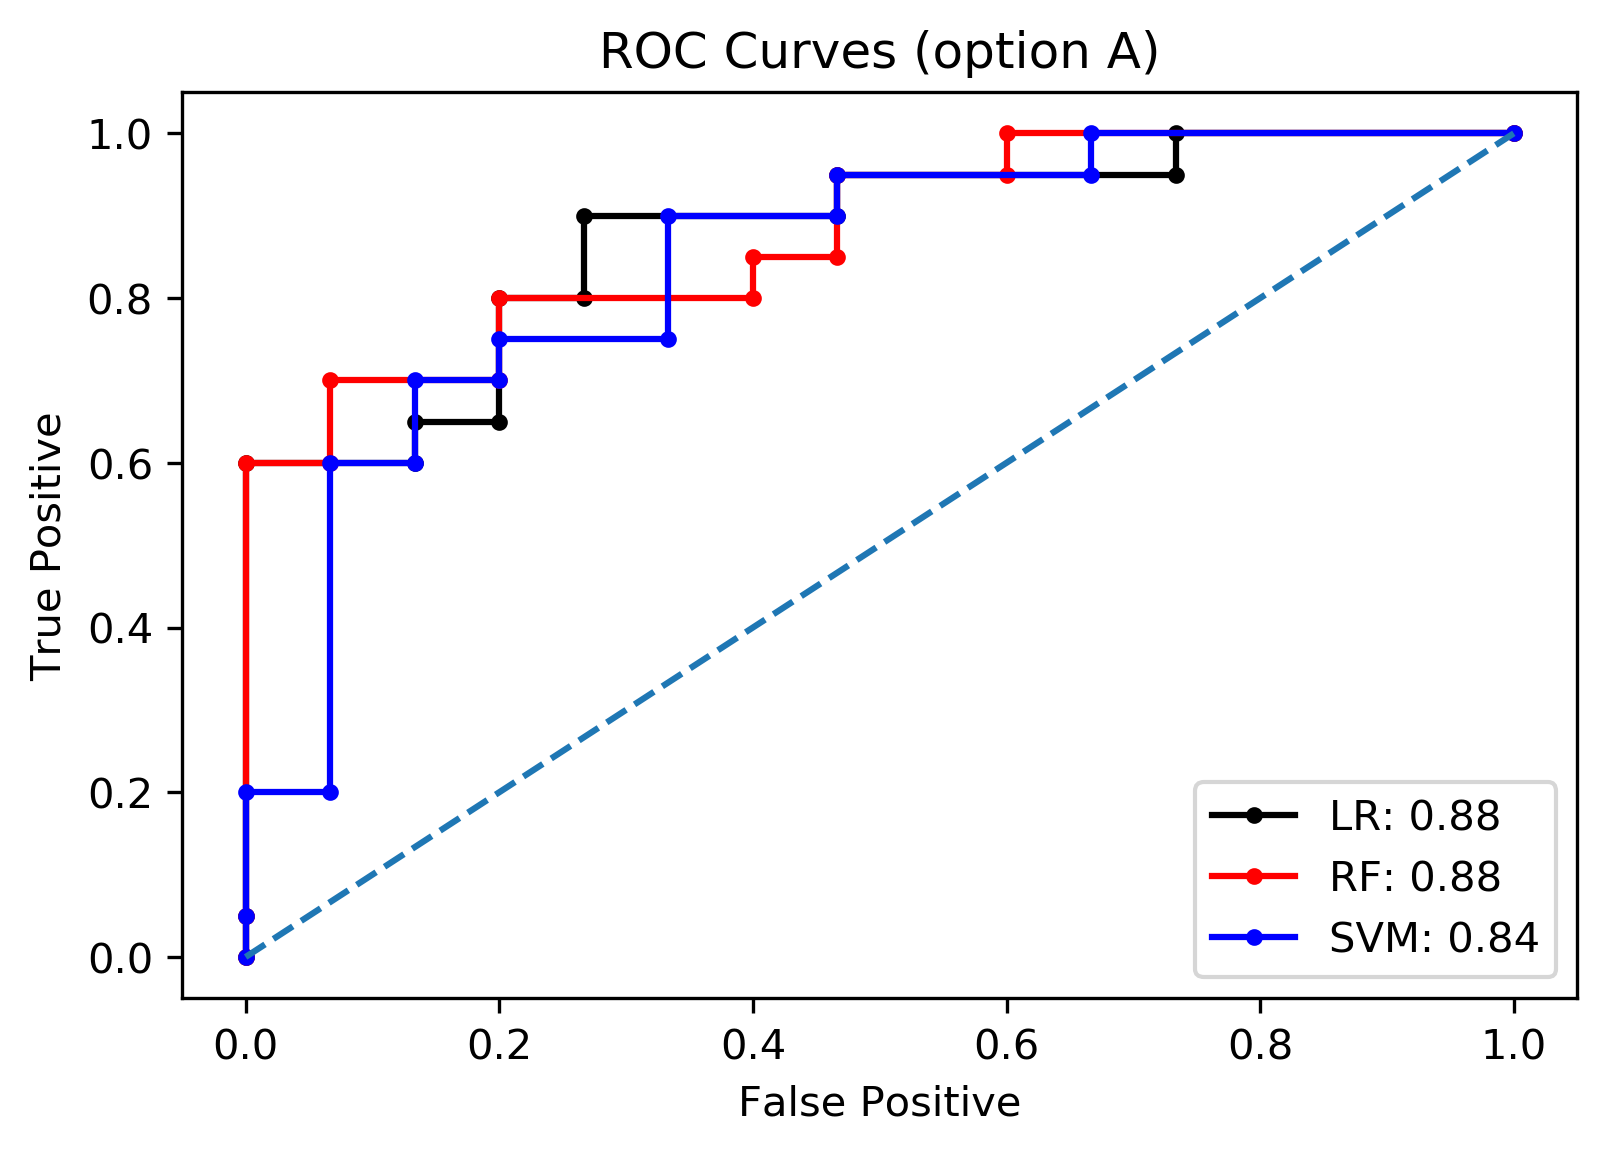 ROC Curves (option A)
1.0
0.8
0.6
0.4
0.2
0.0
True Positive
LR: 0.88
RF: 0.88
SVM: 0.84
0.0 0.2 0.4 0.6 0.8 1.0
False Positive